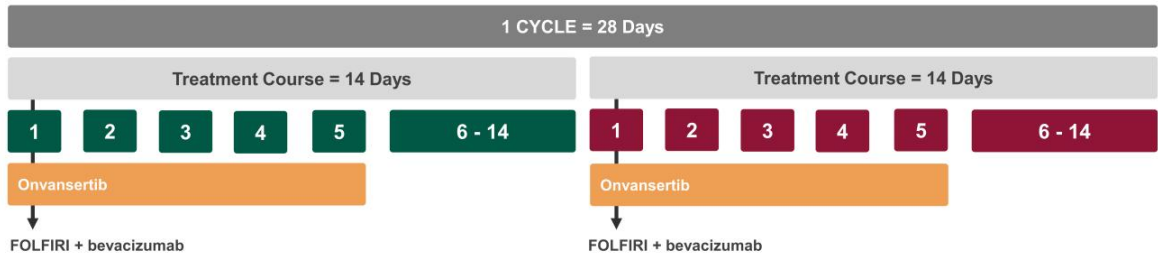 1 CYCLE = 28 Days
Treatment Course = 14 Days
Treatment Course = 14 Days
1 2 3 4 5 6 - 14
1 2 3 4 5 6 - 14
Onvansertib
Onvansertib
FOLFIRI + bevacizumab
FOLFIRI + bevacizumab